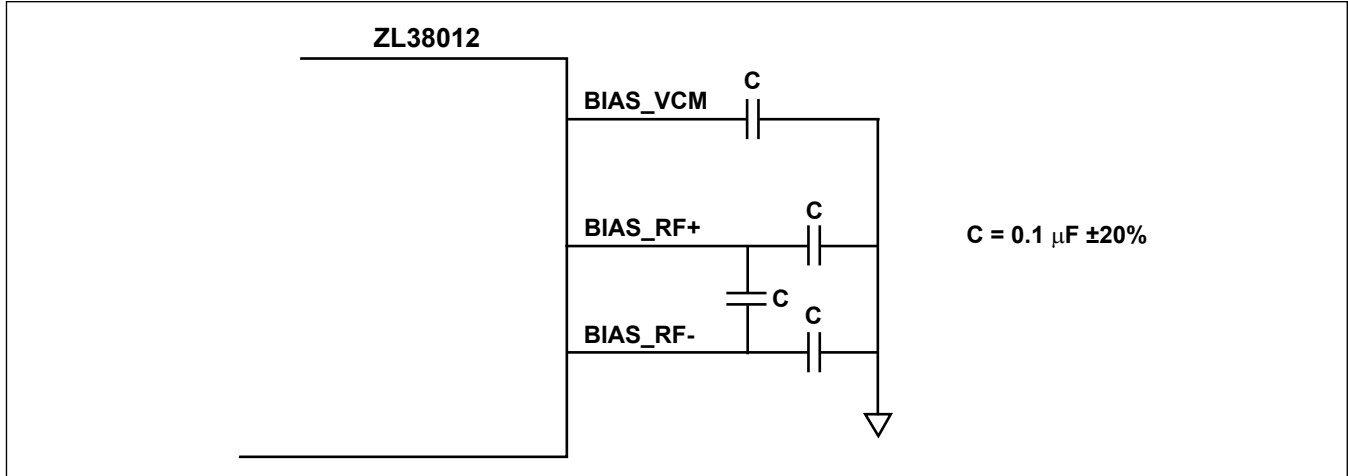 ZL38012
C
BIAS_VCM
C
BIAS_RF+
C = 0.1 μF ±20%
C
C
BIAS_RF-